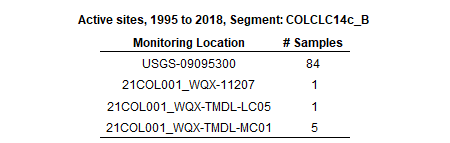 Active sites, 1995 to 2018, Segment: COLCLC14c_B
Monitoring Location # Samples
USGS-09095300 84
21COL001_WQX-11207 1
21COL001_WQX-TMDL-LC05 1
21COL001_WQX-TMDL-MC01 5